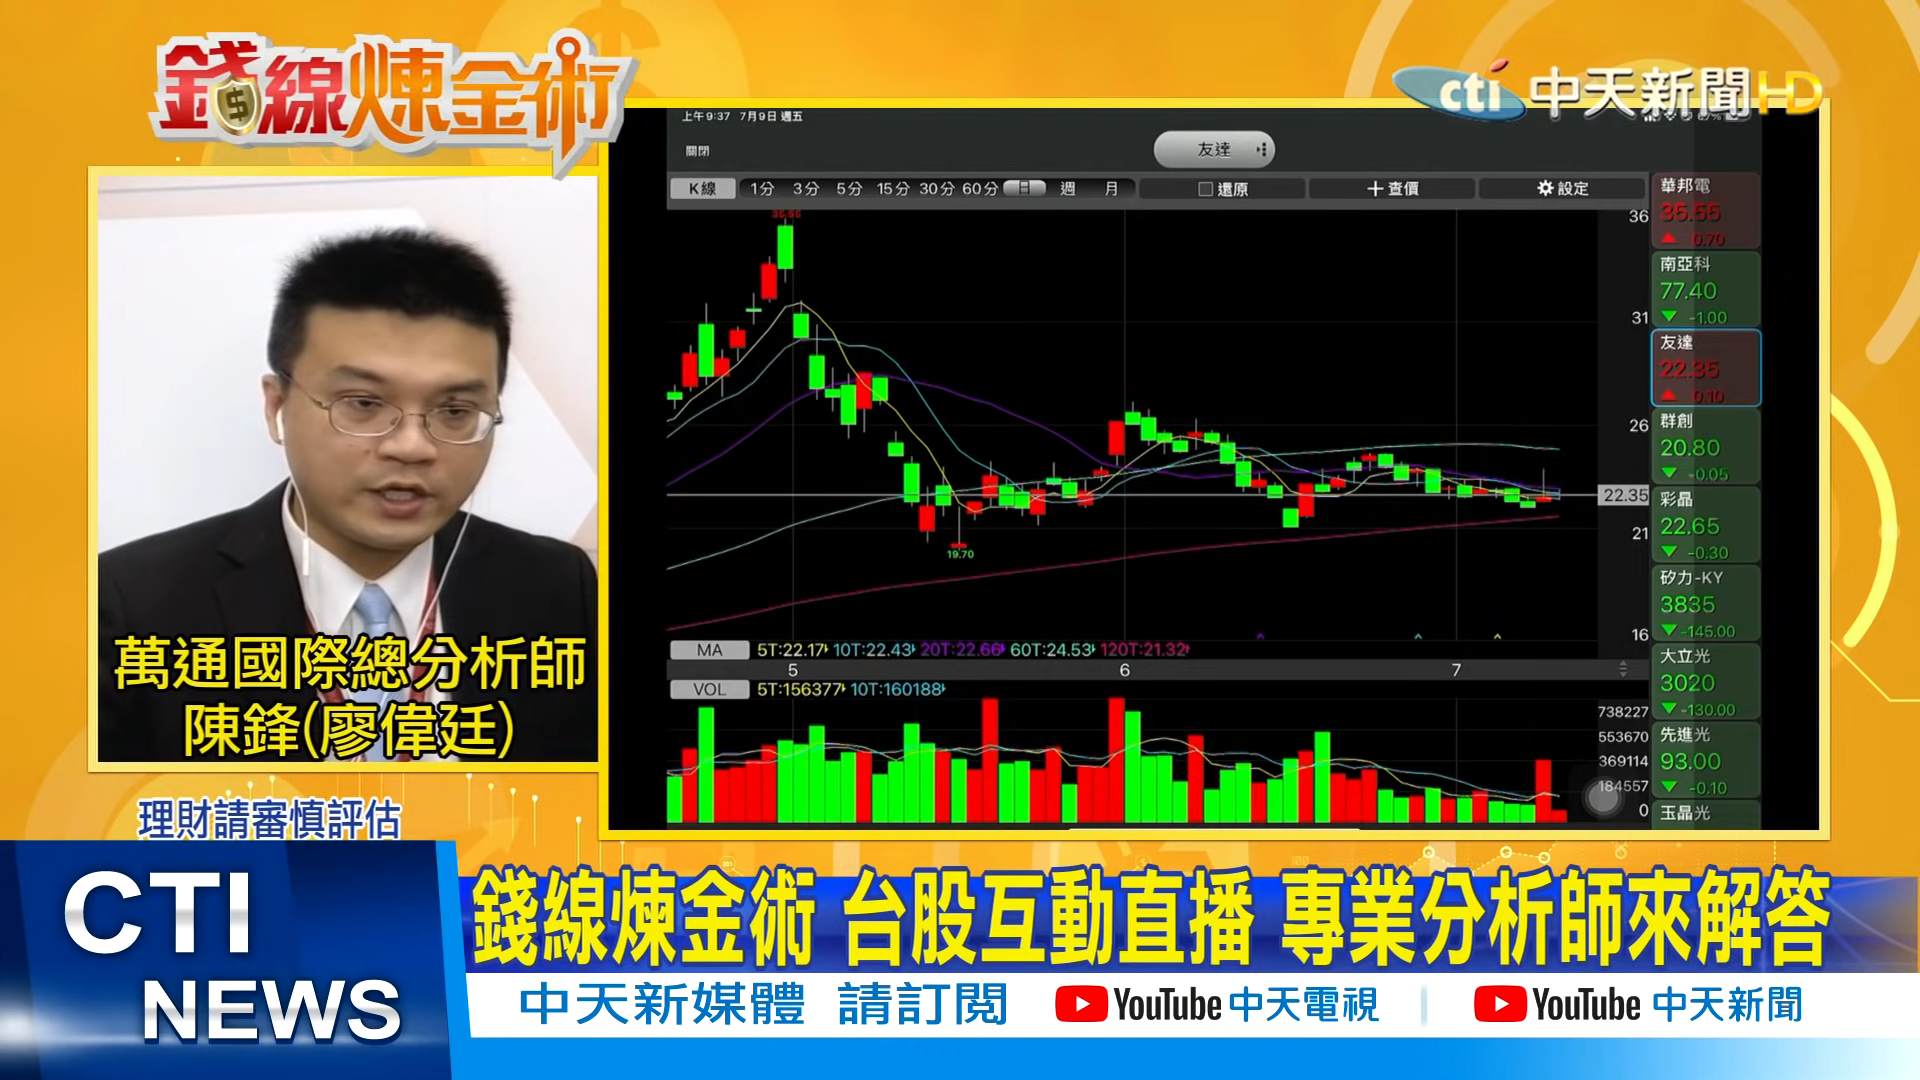 錢線煉金術
$
cti 中天新聞HD
上午9:37 7月9日 週五
關閉
友達
K線 1分 3分 5分 15分 30分 60分 日 週 月 還原 十查價 設定
36.65
36
31
26
22.35
21
16
19.70
MA 5T:22.17 10T:22.43 20T:22.66 60T:24.53 120T:21.32
5 6 7
VOL 5T:156377 10T:160188
738227
553670
369114
184557
0
華邦電
35.55
▲ 0.70
南亞科
77.40
▼ -1.00
友達
22.35
▲ 0.10
群創
20.80
▼ -0.05
彩晶
22.65
▼ -0.30
矽力-KY
3835
▼ -145.00
大立光
3020
▼ -130.00
先進光
93.00
▼ -0.10
玉晶光
萬通國際總分析師
陳鋒(廖偉廷)
理財請審慎評估
CTI
NEWS
錢線煉金術 台股互動直播 專業分析師來解答
中天新媒體 請訂閱 YouTube 中天電視 | YouTube 中天新聞